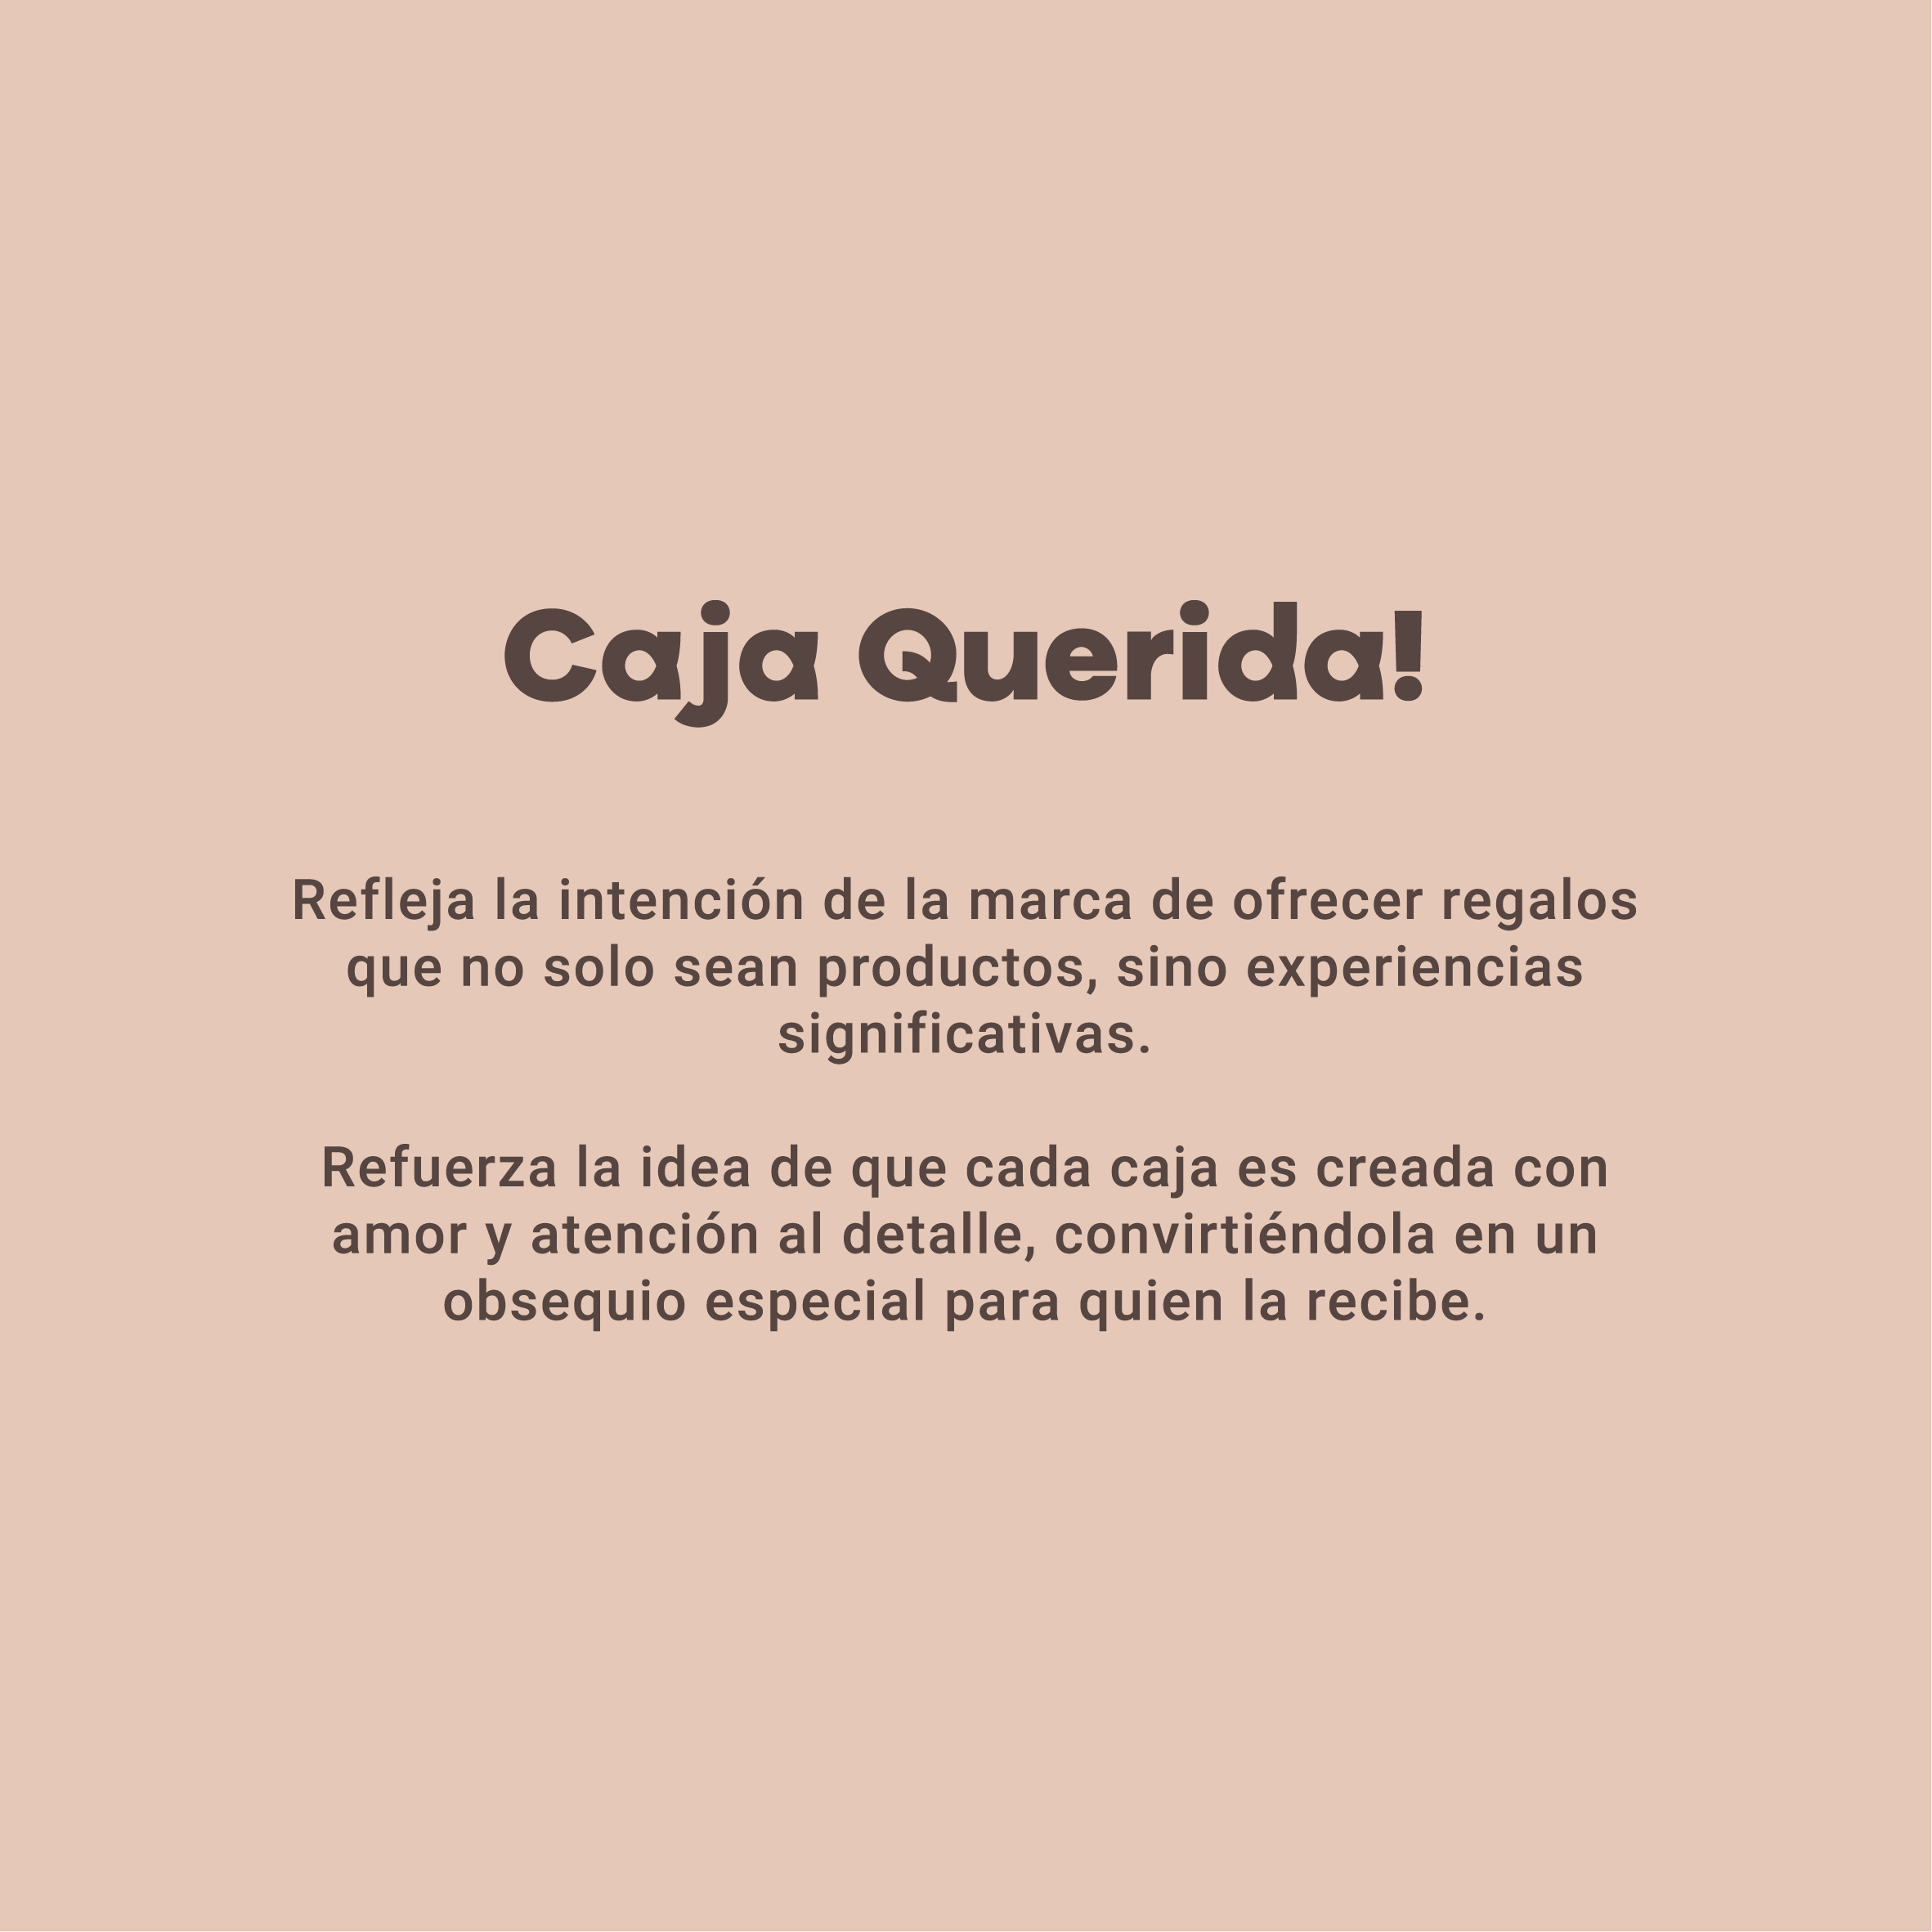 Caja Querida!
Refleja la intención de la marca de ofrecer regalos
que no solo sean productos, sino experiencias
significativas.
Refuerza la idea de que cada caja es creada con
amor y atención al detalle, convirtiéndola en un
obsequio especial para quien la recibe.